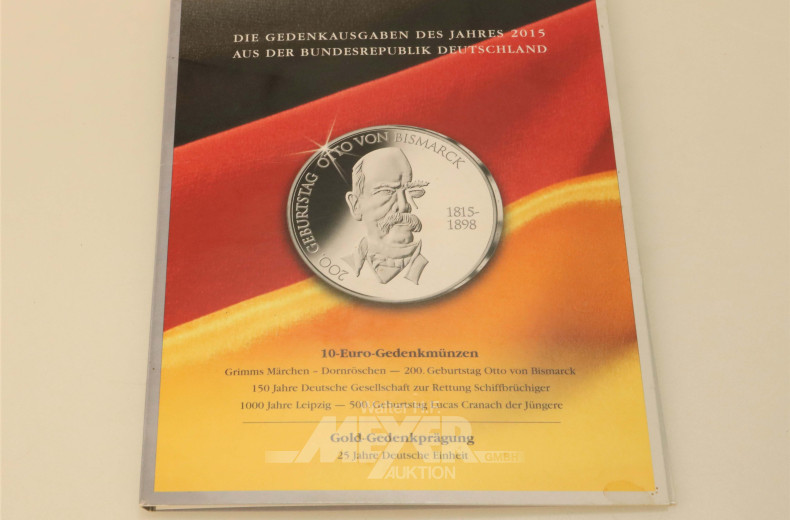 DIE GEDENKAUSGABEN DES JAHRES 2015
AUS DER BUNDESREPUBLIK DEUTSCHLAND
200. GEBURTSTAG OTTO VON BISMARCK
1815-
1898
10-Euro-Gedenkmünzen
Grimms Märchen – Dornröschen — 200. Geburtstag Otto von Bismarck
150 Jahre Deutsche Gesellschaft zur Rettung Schiffbrüchiger
1000 Jahre Leipzig — 500. Geburtstag Lucas Cranach der Jüngere
Walter H.F.
MEYER
GMBH
AUKTION
Gold-Gedenkprägung
25 Jahre Deutsche Einheit